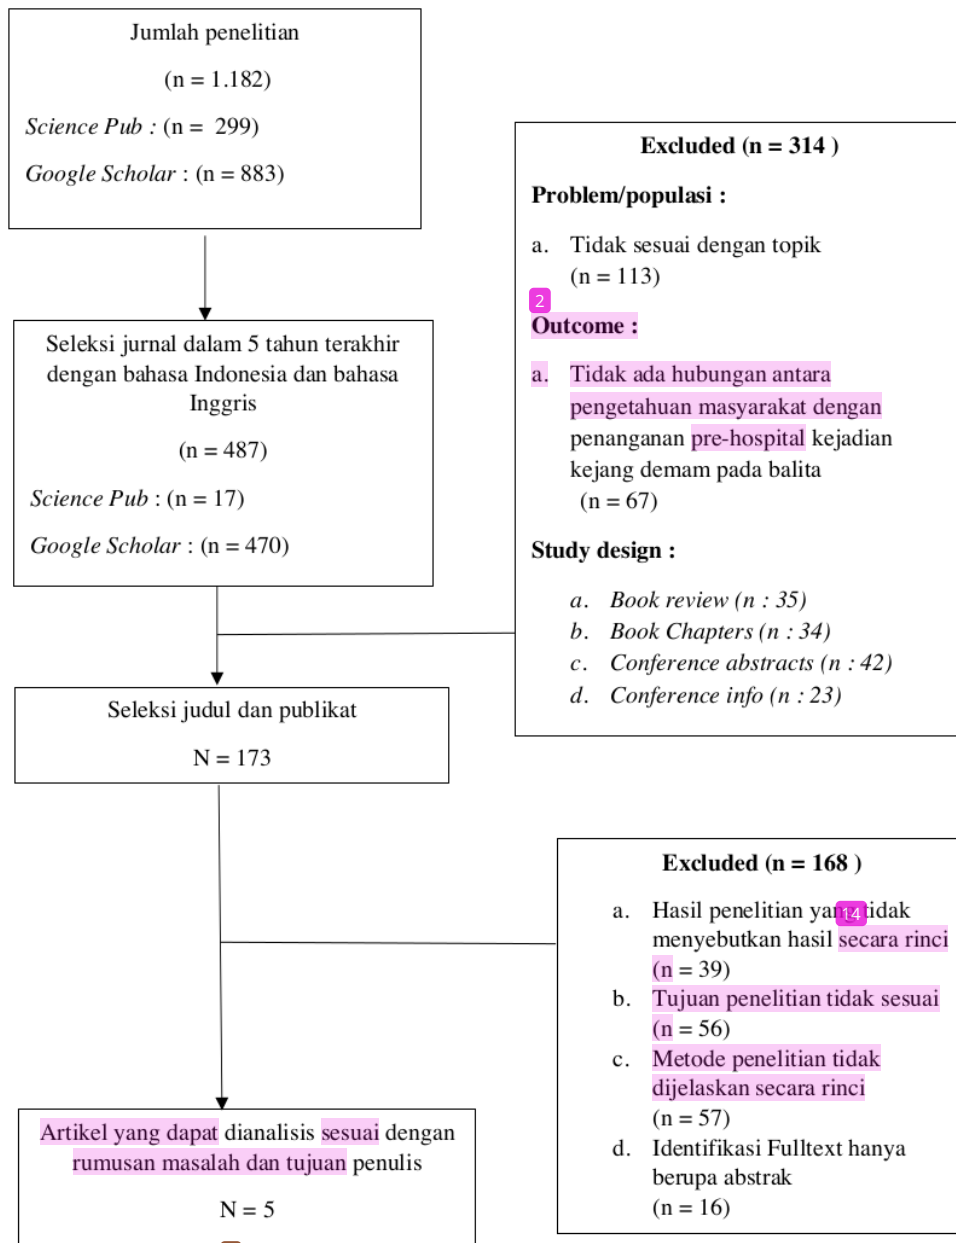 Jumlah penelitian
(n = 1.182)
Science Pub : (n = 299)
Google Scholar : (n = 883)
Seleksi jurnal dalam 5 tahun terakhir
dengan bahasa Indonesia dan bahasa
Inggris
(n = 487)
Science Pub : (n = 17)
Google Scholar : (n = 470)
Excluded (n = 314 )
Problem/populasi :
a. Tidak sesuai dengan topik
(n = 113)
2
Outcome :
a. Tidak ada hubungan antara
pengetahuan masyarakat dengan
penanganan pre-hospital kejadian
kejang demam pada balita
(n = 67)
Study design :
a. Book review (n : 35)
b. Book Chapters (n : 34)
c. Conference abstracts (n : 42)
d. Conference info (n : 23)
Seleksi judul dan publikat
N = 173
Excluded (n = 168 )
a. Hasil penelitian yang tidak
14
menyebutkan hasil secara rinci
(n = 39)
b. Tujuan penelitian tidak sesuai
(n = 56)
c. Metode penelitian tidak
dijelaskan secara rinci
(n = 57)
d. Identifikasi Fulltext hanya
berupa abstrak
(n = 16)
Artikel yang dapat dianalisis sesuai dengan
rumusan masalah dan tujuan penulis
N = 5